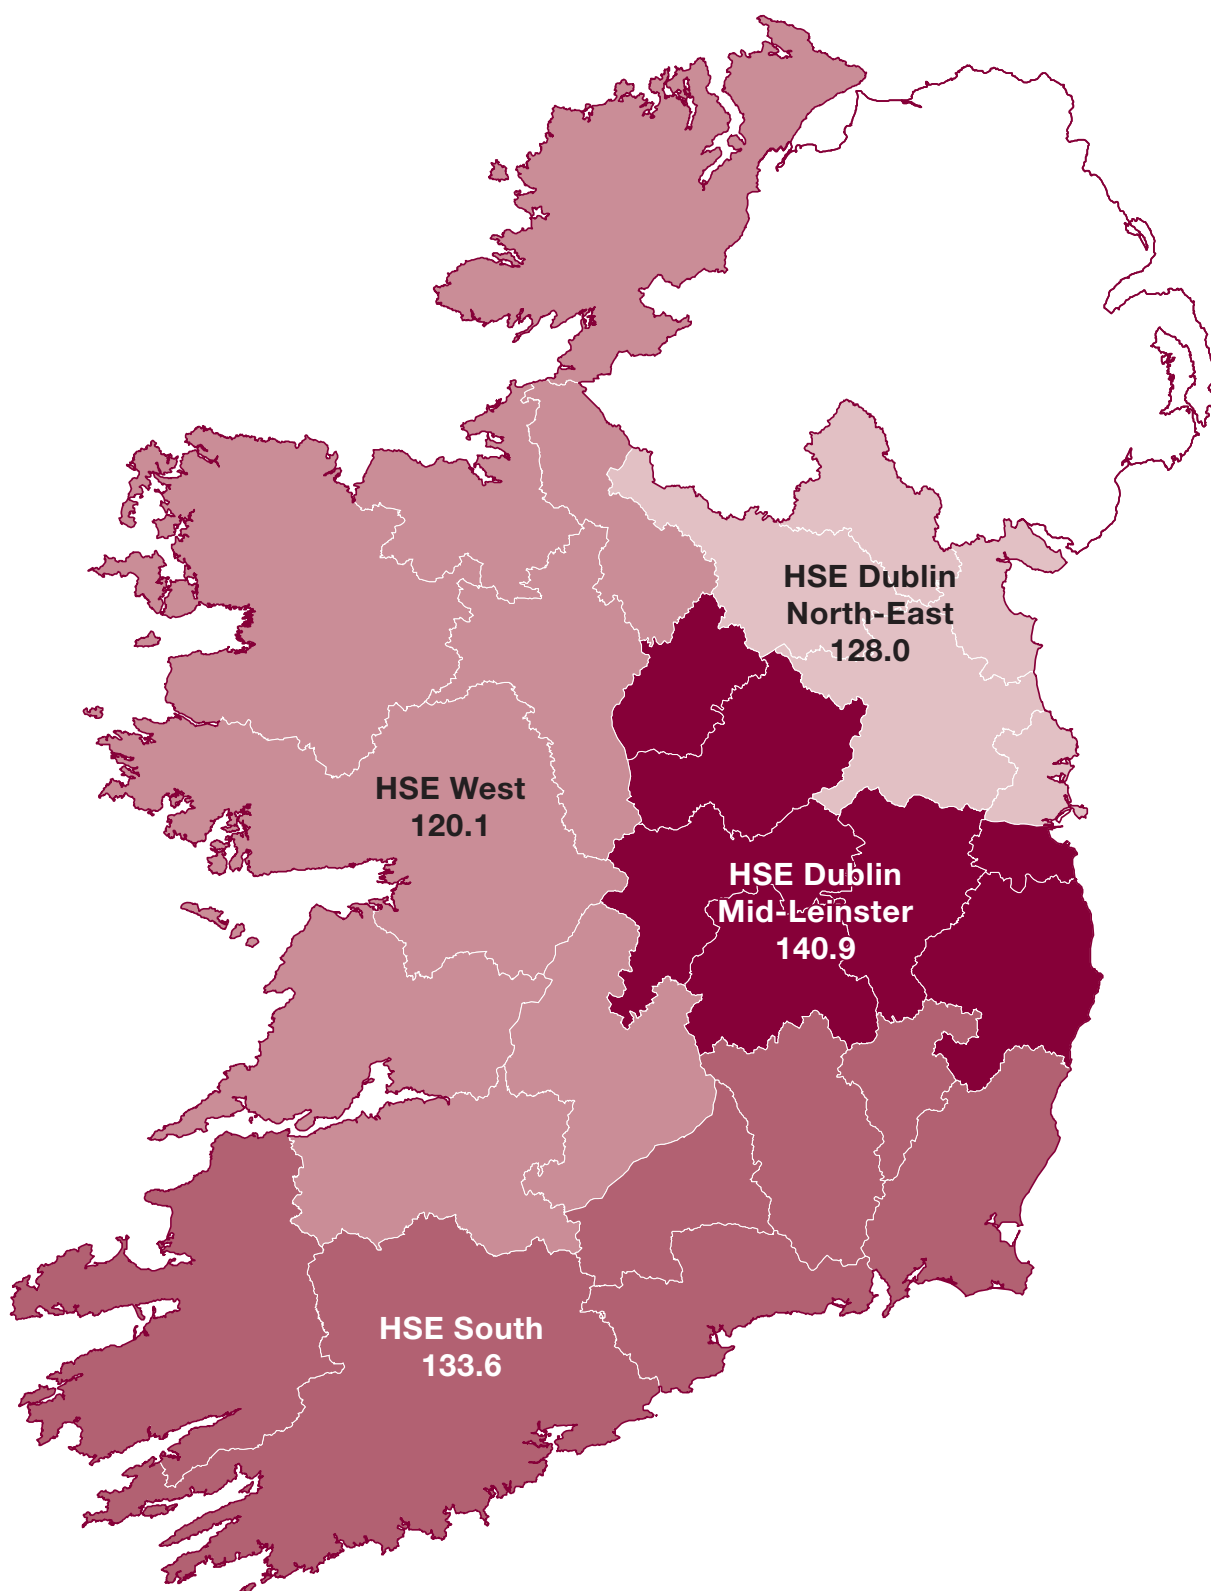 HSE Dublin
North-East
128.0
HSE West
120.1
HSE Dublin
Mid-Leinster
140.9
HSE South
133.6